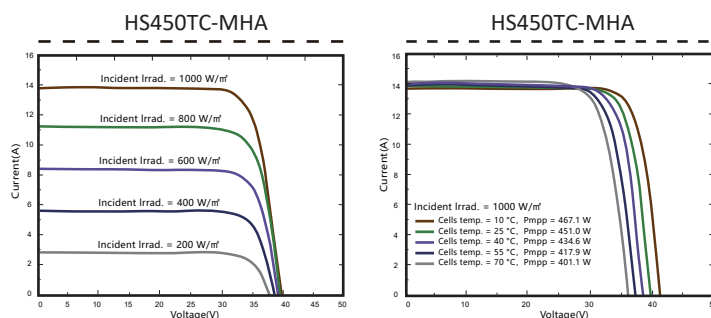 HS450TC-MHA
16
14
12
10
8
6
4
2
0
Current(A)
Incident Irrad. = 1000 W/㎡
Incident Irrad. = 800 W/㎡
Incident Irrad. = 600 W/㎡
Incident Irrad. = 400 W/㎡
Incident Irrad. = 200 W/㎡
0 5 10 15 20 25 30 35 40 45 50
Voltage(V)
HS450TC-MHA
16
14
12
10
8
6
4
2
0
Current(A)
Incident Irrad. = 1000 W/㎡
Cells temp. = 10 °C, Pmpp = 467.1 W
Cells temp. = 25 °C, Pmpp = 451.0 W
Cells temp. = 40 °C, Pmpp = 434.6 W
Cells temp. = 55 °C, Pmpp = 417.9 W
Cells temp. = 70 °C, Pmpp = 401.1 W
0 10 20 30 40 50
Voltage(V)